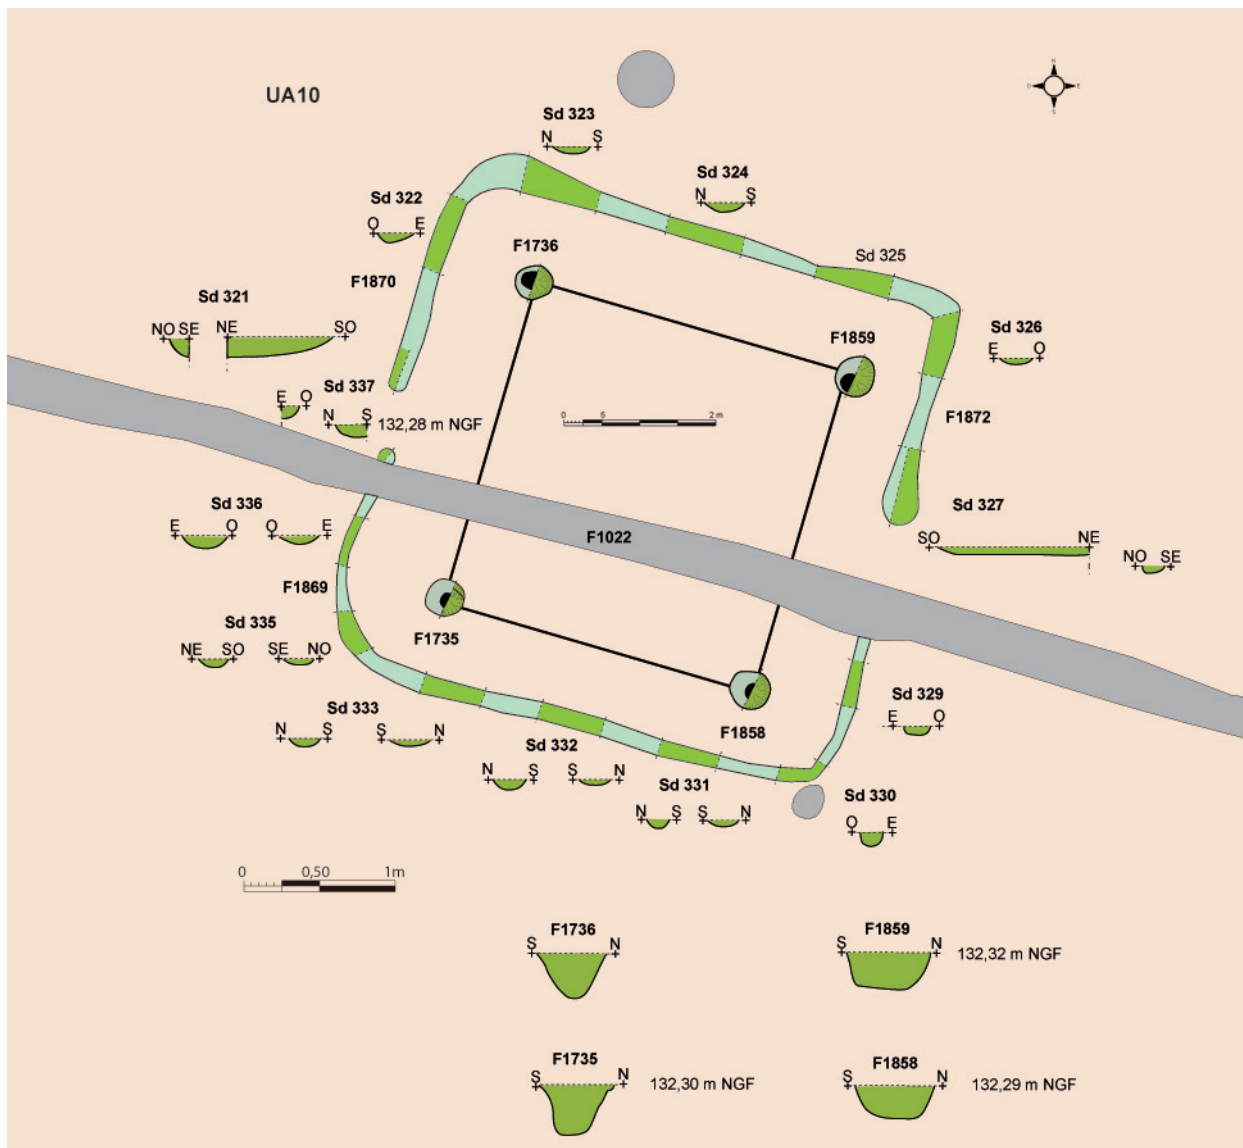 UA10
Sd 323
N S
Sd 324
N S
Sd 322
O E
F1736
Sd 325
F1870
Sd 321
NO SE NE SO
F1859
Sd 326
E O
Sd 337
E O
N S
132,28 m NGF
0 5 2 m
F1872
Sd 336
E O O E
F1022
Sd 327
SO NE
NO SE
F1869
Sd 335
NE SO SE NO
F1735
Sd 333
N S S N
F1858
Sd 329
E O
Sd 332
N S S N
Sd 331
N S S N
Sd 330
O E
0 0,50 1m
F1736
S N
F1859
S N
132,32 m NGF
F1735
S N
132,30 m NGF
F1858
S N
132,29 m NGF